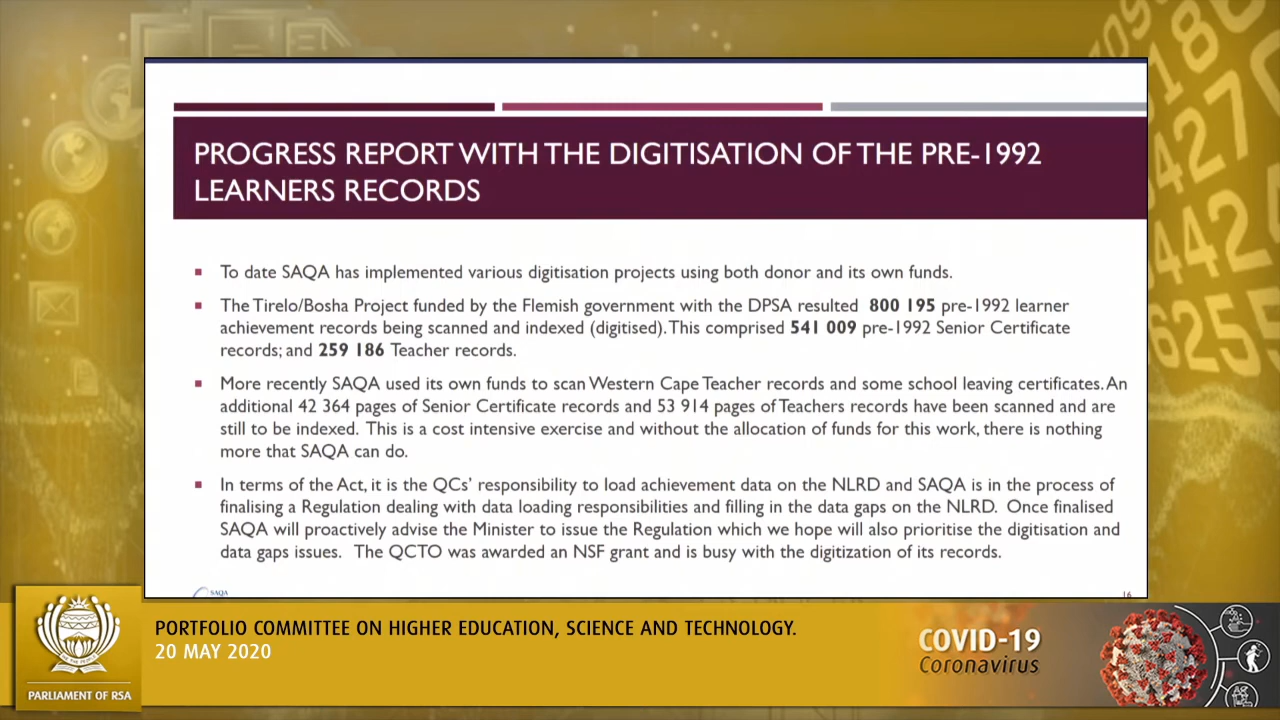 PROGRESS REPORT WITH THE DIGITISATION OF THE PRE-1992
LEARNERS RECORDS
To date SAQA has implemented various digitisation projects using both donor and its own funds.
The Tirelo/Bosha Project funded by the Flemish government with the DPSA resulted 800 195 pre-1992 learner
achievement records being scanned and indexed (digitised). This comprised 541 009 pre-1992 Senior Certificate
records; and 259 186 Teacher records.
More recently SAQA used its own funds to scan Western Cape Teacher records and some school leaving certificates. An
additional 42 364 pages of Senior Certificate records and 53 914 pages of Teachers records have been scanned and are
still to be indexed. This is a cost intensive exercise and without the allocation of funds for this work, there is nothing
more that SAQA can do.
In terms of the Act, it is the QCs' responsibility to load achievement data on the NLRD and SAQA is in the process of
finalising a Regulation dealing with data loading responsibilities and filling in the data gaps on the NLRD. Once finalised
SAQA will proactively advise the Minister to issue the Regulation which we hope will also prioritise the digitisation and
data gaps issues. The QCTO was awarded an NSF grant and is busy with the digitization of its records.
SAQA
16
PORTFOLIO COMMITTEE ON HIGHER EDUCATION, SCIENCE AND TECHNOLOGY.
20 MAY 2020
PARLIAMENT OF RSA
COVID-19
Coronavirus